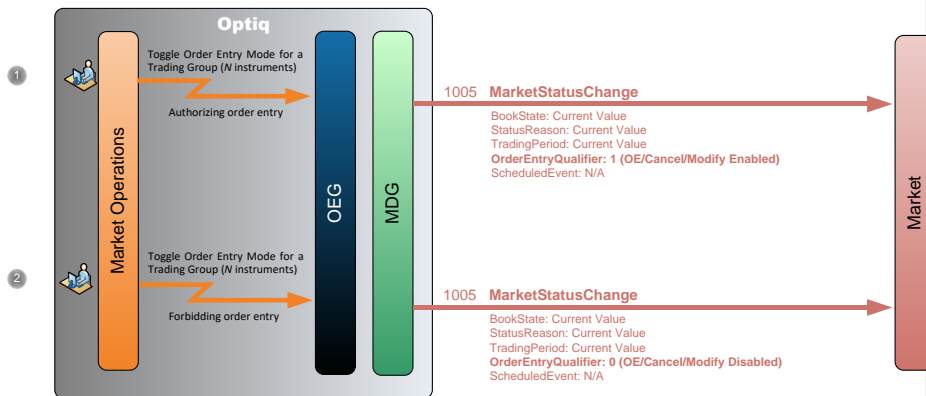 Optiq
1
Market Operations
Toggle Order Entry Mode for a
Trading Group (N instruments)
Authorizing order entry
OEG
MDG
1005 MarketStatusChange
BookState: Current Value
StatusReason: Current Value
TradingPeriod: Current Value
OrderEntryQualifier: 1 (OE/Cancel/Modify Enabled)
ScheduledEvent: N/A
Market
2
Toggle Order Entry Mode for a
Trading Group (N instruments)
Forbidding order entry
1005 MarketStatusChange
BookState: Current Value
StatusReason: Current Value
TradingPeriod: Current Value
OrderEntryQualifier: 0 (OE/Cancel/Modify Disabled)
ScheduledEvent: N/A